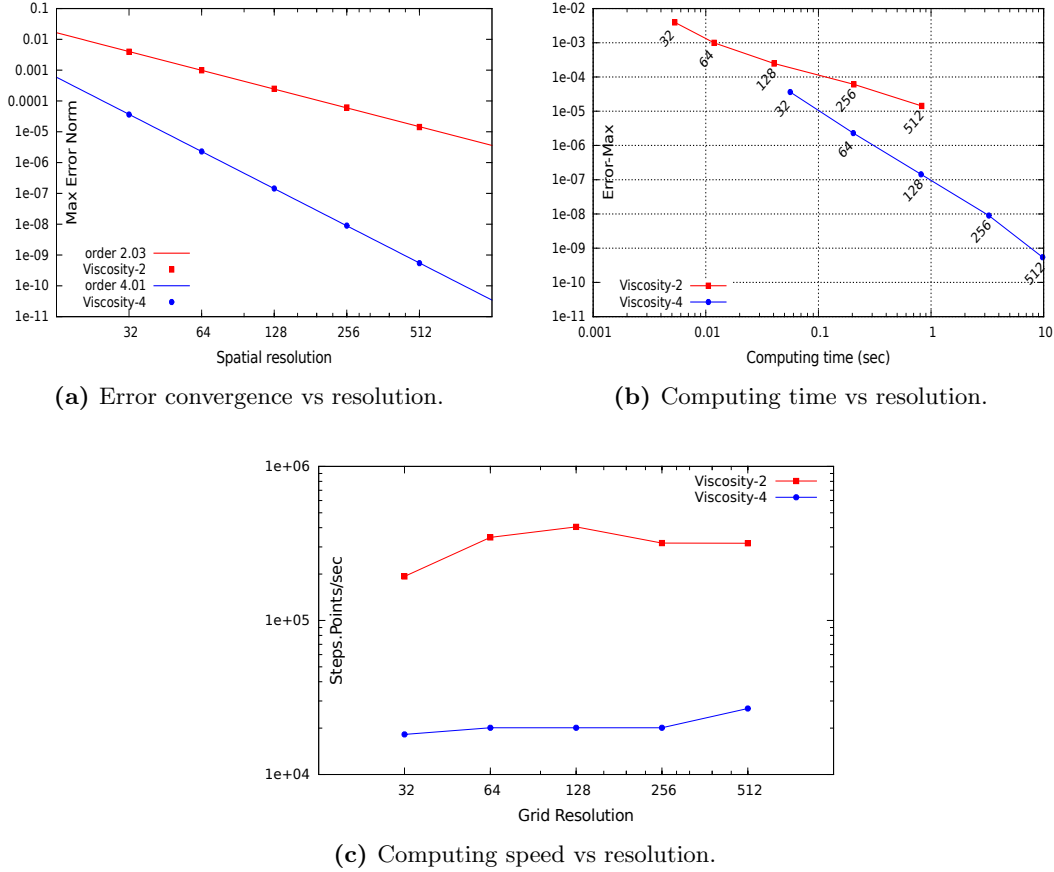 0.1
0.01
0.001
0.0001
1e-05
1e-06
1e-07
1e-08
1e-09
1e-10
1e-11
Max Error Norm
order 2.03
Viscosity-2
order 4.01
Viscosity-4
32 64 128 256 512
Spatial resolution
(a) Error convergence vs resolution.
1e-02
1e-03
1e-04
1e-05
1e-06
1e-07
1e-08
1e-09
1e-10
1e-11
Error-Max
32
64
128
256
512
32
64
128
256
512
Viscosity-2
Viscosity-4
0.001 0.01 0.1 1 10
Computing time (sec)
(b) Computing time vs resolution.
1e+06
1e+05
1e+04
Steps.Points/sec
Viscosity-2
Viscosity-4
32 64 128 256 512
Grid Resolution
(c) Computing speed vs resolution.